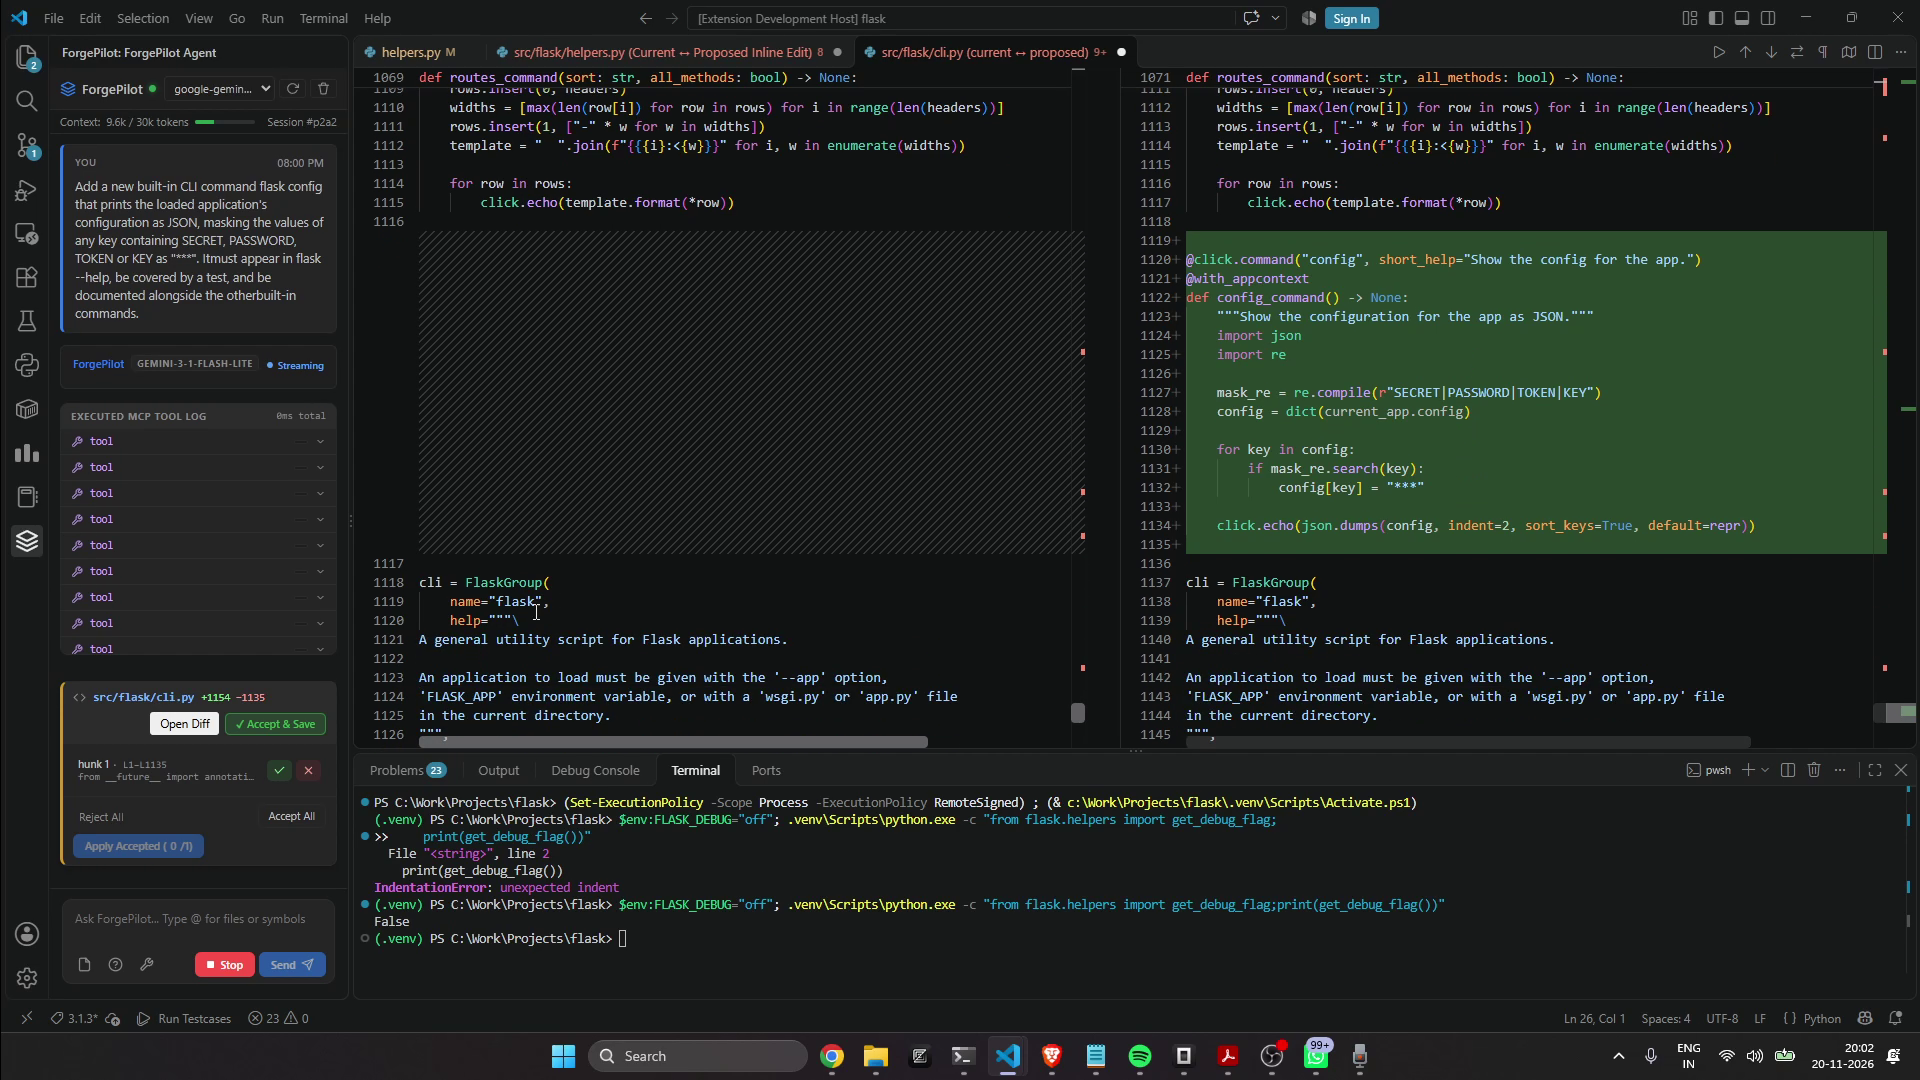 File Edit Selection View Go Run Terminal Help
[Extension Development Host] flask
Sign In
ForgePilot: ForgePilot Agent
ForgePilot
google-gemin...
Context: 9.6k / 30k tokens
Session #p2a2
YOU
08:00 PM
Add a new built-in CLI command flask config
that prints the loaded application's
configuration as JSON, masking the values of
any key containing SECRET, PASSWORD,
TOKEN or KEY as "***". Itmust appear in flask
--help, be covered by a test, and be
documented alongside the otherbuilt-in
commands.
ForgePilot GEMINI-3-1-FLASH-LITE Streaming
EXECUTED MCP TOOL LOG 0ms total
tool
tool
tool
tool
tool
tool
tool
tool
tool
<> src/flask/cli.py +1154 −1135
Open Diff
✓ Accept & Save
hunk 1 · L1–L1135
from __future__ import annotati...
Reject All
Accept All
Apply Accepted ( 0 /1)
Ask ForgePilot... Type @ for files or symbols
Stop
Send
helpers.py M
src/flask/helpers.py (Current ↔ Proposed Inline Edit) 8
src/flask/cli.py (current ↔ proposed) 9+
1069 def routes_command(sort: str, all_methods: bool) -> None:
1109 rows.insert(0, headers)
1110 widths = [max(len(row[i]) for row in rows) for i in range(len(headers))]
1111 rows.insert(1, ["-" * w for w in widths])
1112 template = "  ".join(f"{{{i}:<{w}}}" for i, w in enumerate(widths))
1113
1114 for row in rows:
1115 click.echo(template.format(*row))
1116
1117
1118 cli = FlaskGroup(
1119 name="flask",
1120 help="""\
1121 A general utility script for Flask applications.
1122
1123 An application to load must be given with the '--app' option,
1124 'FLASK_APP' environment variable, or with a 'wsgi.py' or 'app.py' file
1125 in the current directory.
1126 """,
1071 def routes_command(sort: str, all_methods: bool) -> None:
1111 rows.insert(0, headers)
1112 widths = [max(len(row[i]) for row in rows) for i in range(len(headers))]
1113 rows.insert(1, ["-" * w for w in widths])
1114 template = "  ".join(f"{{{i}:<{w}}}" for i, w in enumerate(widths))
1115
1116 for row in rows:
1117 click.echo(template.format(*row))
1118
1119+
1120+ @click.command("config", short_help="Show the config for the app.")
1121+ @with_appcontext
1122+ def config_command() -> None:
1123+ """Show the configuration for the app as JSON."""
1124+ import json
1125+ import re
1126+
1127+ mask_re = re.compile(r"SECRET|PASSWORD|TOKEN|KEY")
1128+ config = dict(current_app.config)
1129+
1130+ for key in config:
1131+ if mask_re.search(key):
1132+ config[key] = "***"
1133+
1134+ click.echo(json.dumps(config, indent=2, sort_keys=True, default=repr))
1135+
1136
1137 cli = FlaskGroup(
1138 name="flask",
1139 help="""\
1140 A general utility script for Flask applications.
1141
1142 An application to load must be given with the '--app' option,
1143 'FLASK_APP' environment variable, or with a 'wsgi.py' or 'app.py' file
1144 in the current directory.
1145 """,
Problems 23 Output Debug Console Terminal Ports
pwsh
PS C:\Work\Projects\flask> (Set-ExecutionPolicy -Scope Process -ExecutionPolicy RemoteSigned) ; (& c:\Work\Projects\flask\.venv\Scripts\Activate.ps1)
(.venv) PS C:\Work\Projects\flask> $env:FLASK_DEBUG="off"; .venv\Scripts\python.exe -c "from flask.helpers import get_debug_flag;
>> print(get_debug_flag())"
File "<string>", line 2
print(get_debug_flag())
IndentationError: unexpected indent
(.venv) PS C:\Work\Projects\flask> $env:FLASK_DEBUG="off"; .venv\Scripts\python.exe -c "from flask.helpers import get_debug_flag;print(get_debug_flag())"
False
(.venv) PS C:\Work\Projects\flask>
2
1
3.1.3* Run Testcases 23 0
Ln 26, Col 1 Spaces: 4 UTF-8 LF {} Python
Search
99+
ENG
IN
20:02
20-11-2026